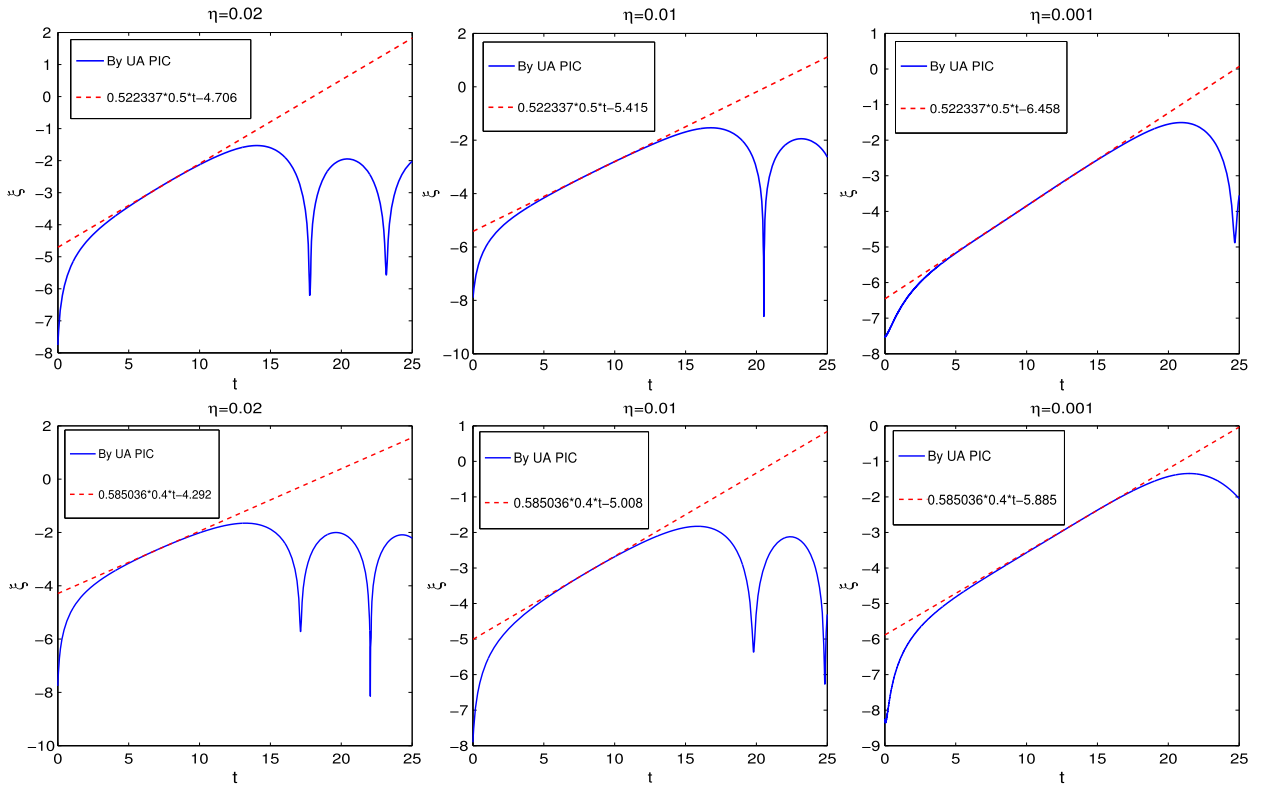 η=0.02
2
1
0
−1
−2
−3
−4
−5
−6
−7
−8
ξ
By UA PIC
0.522337*0.5*t−4.706
0 5 10 15 20 25
t
η=0.01
2
0
−2
−4
−6
−8
−10
ξ
By UA PIC
0.522337*0.5*t−5.415
0 5 10 15 20 25
t
η=0.001
1
0
−1
−2
−3
−4
−5
−6
−7
−8
ξ
By UA PIC
0.522337*0.5*t−6.458
0 5 10 15 20 25
t
η=0.02
2
0
−2
−4
−6
−8
−10
ξ
By UA PIC
0.585036*0.4*t−4.292
0 5 10 15 20 25
t
η=0.01
2
1
0
−1
−2
−3
−4
−5
−6
−7
−8
ξ
By UA PIC
0.585036*0.4*t−5.008
0 5 10 15 20 25
t
η=0.001
0
−1
−2
−3
−4
−5
−6
−7
−8
−9
ξ
By UA PIC
0.585036*0.4*t−5.885
0 5 10 15 20 25
t